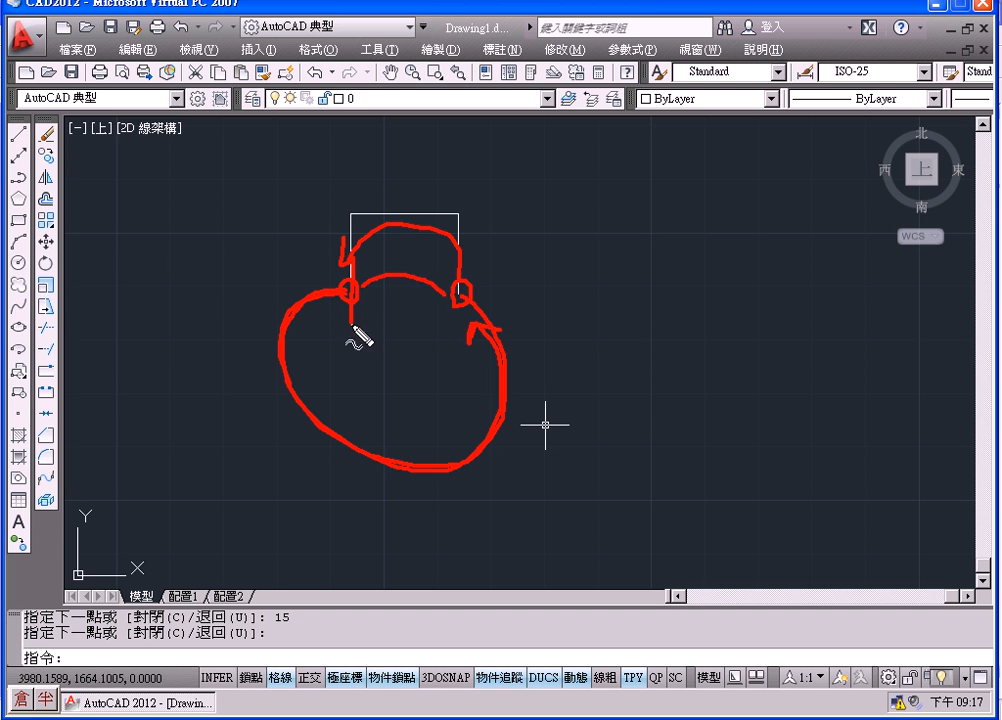 CAD2012 - Microsoft Virtual PC 2007
AutoCAD 典型
Drawing1.d...
鍵入關鍵字或詞組
登入
檔案(F) 編輯(E) 檢視(V) 插入(I) 格式(O) 工具(T) 繪製(D) 標註(N) 修改(M) 參數式(P) 視窗(W) 說明(H)
Standard
ISO-25
Stand
AutoCAD 典型
0
ByLayer
ByLayer
[-] [上] [2D 線架構]
北
西 上 東
南
WCS
Y
X
模型 / 配置1 / 配置2 /
指定下一點或 [封閉(C)/退回(U)]: 15
指定下一點或 [封閉(C)/退回(U)]:
指令:
3980.1589, 1664.1005, 0.0000 INFER 鎖點 格線 正交 極座標 物件鎖點 3DOSNAP 物件追蹤 DUCS 動態 線粗 TPY QP SC 模型 1:1
倉 半 AutoCAD 2012 - [Drawin... 下午 09:17